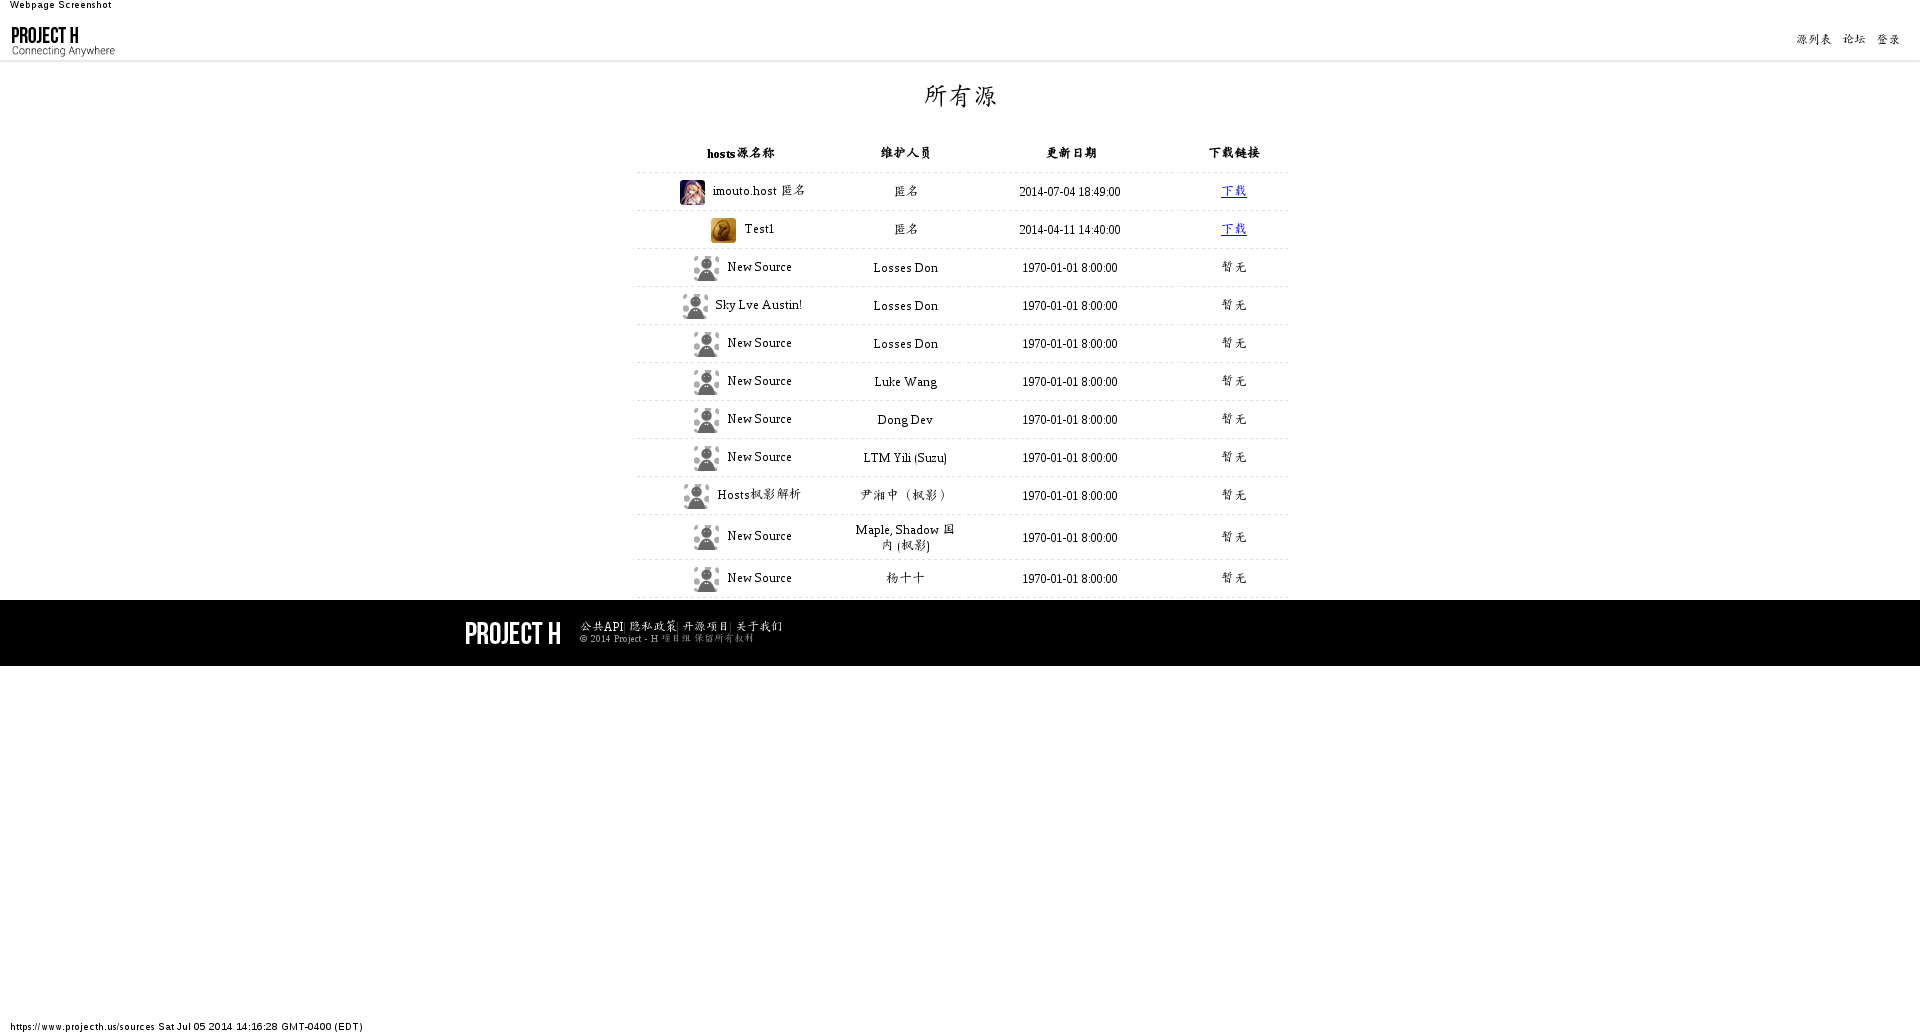 Webpage Screenshot
PROJECT H
Connecting Anywhere
源列表 论坛 登录
所有源
hosts源名称 维护人员 更新日期 下载链接
imouto.host 匿名 匿名 2014-07-04 18:49:00 下载
Test1 匿名 2014-04-11 14:40:00 下载
New Source Losses Don 1970-01-01 8:00:00 暂无
Sky Lve Austin! Losses Don 1970-01-01 8:00:00 暂无
New Source Losses Don 1970-01-01 8:00:00 暂无
New Source Luke Wang 1970-01-01 8:00:00 暂无
New Source Dong Dev 1970-01-01 8:00:00 暂无
New Source LTM Yili (Suzu) 1970-01-01 8:00:00 暂无
Hosts枫影解析 尹湘中（枫影） 1970-01-01 8:00:00 暂无
New Source Maple, Shadow 国
内 (枫影) 1970-01-01 8:00:00 暂无
New Source 杨十十 1970-01-01 8:00:00 暂无
PROJECT H
公共API| 隐私政策| 开源项目| 关于我们
© 2014 Project - H 项目组 保留所有权利
https://www.projecth.us/sources Sat Jul 05 2014 14:16:28 GMT-0400 (EDT)